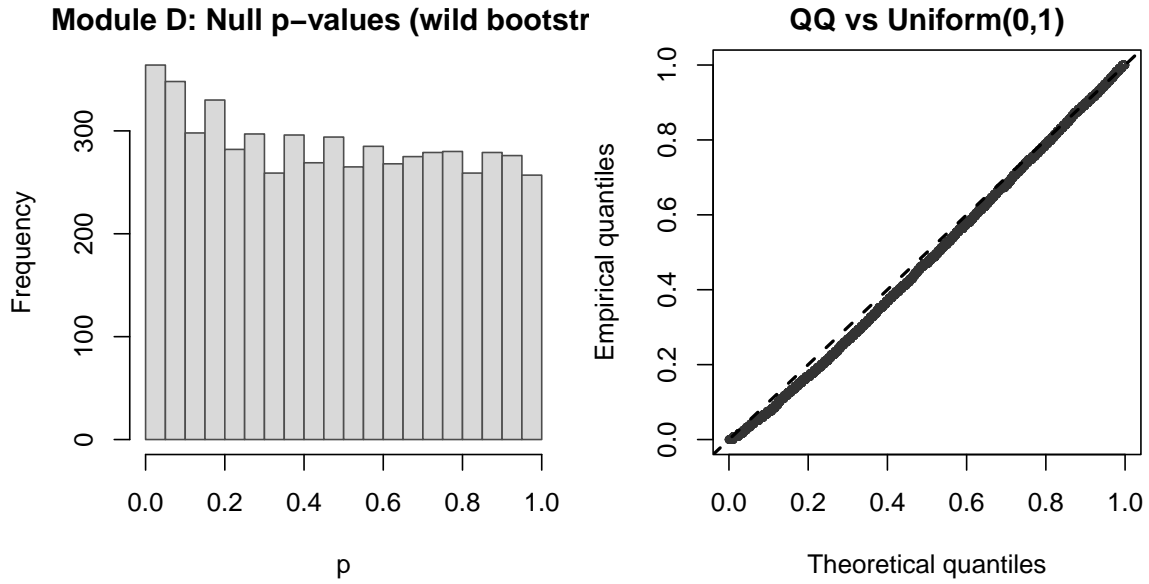 Module D: Null p−values (wild bootstr
Frequency
0
100
200
300
0.0 0.2 0.4 0.6 0.8 1.0
p
QQ vs Uniform(0,1)
Empirical quantiles
0.0
0.2
0.4
0.6
0.8
1.0
0.0 0.2 0.4 0.6 0.8 1.0
Theoretical quantiles